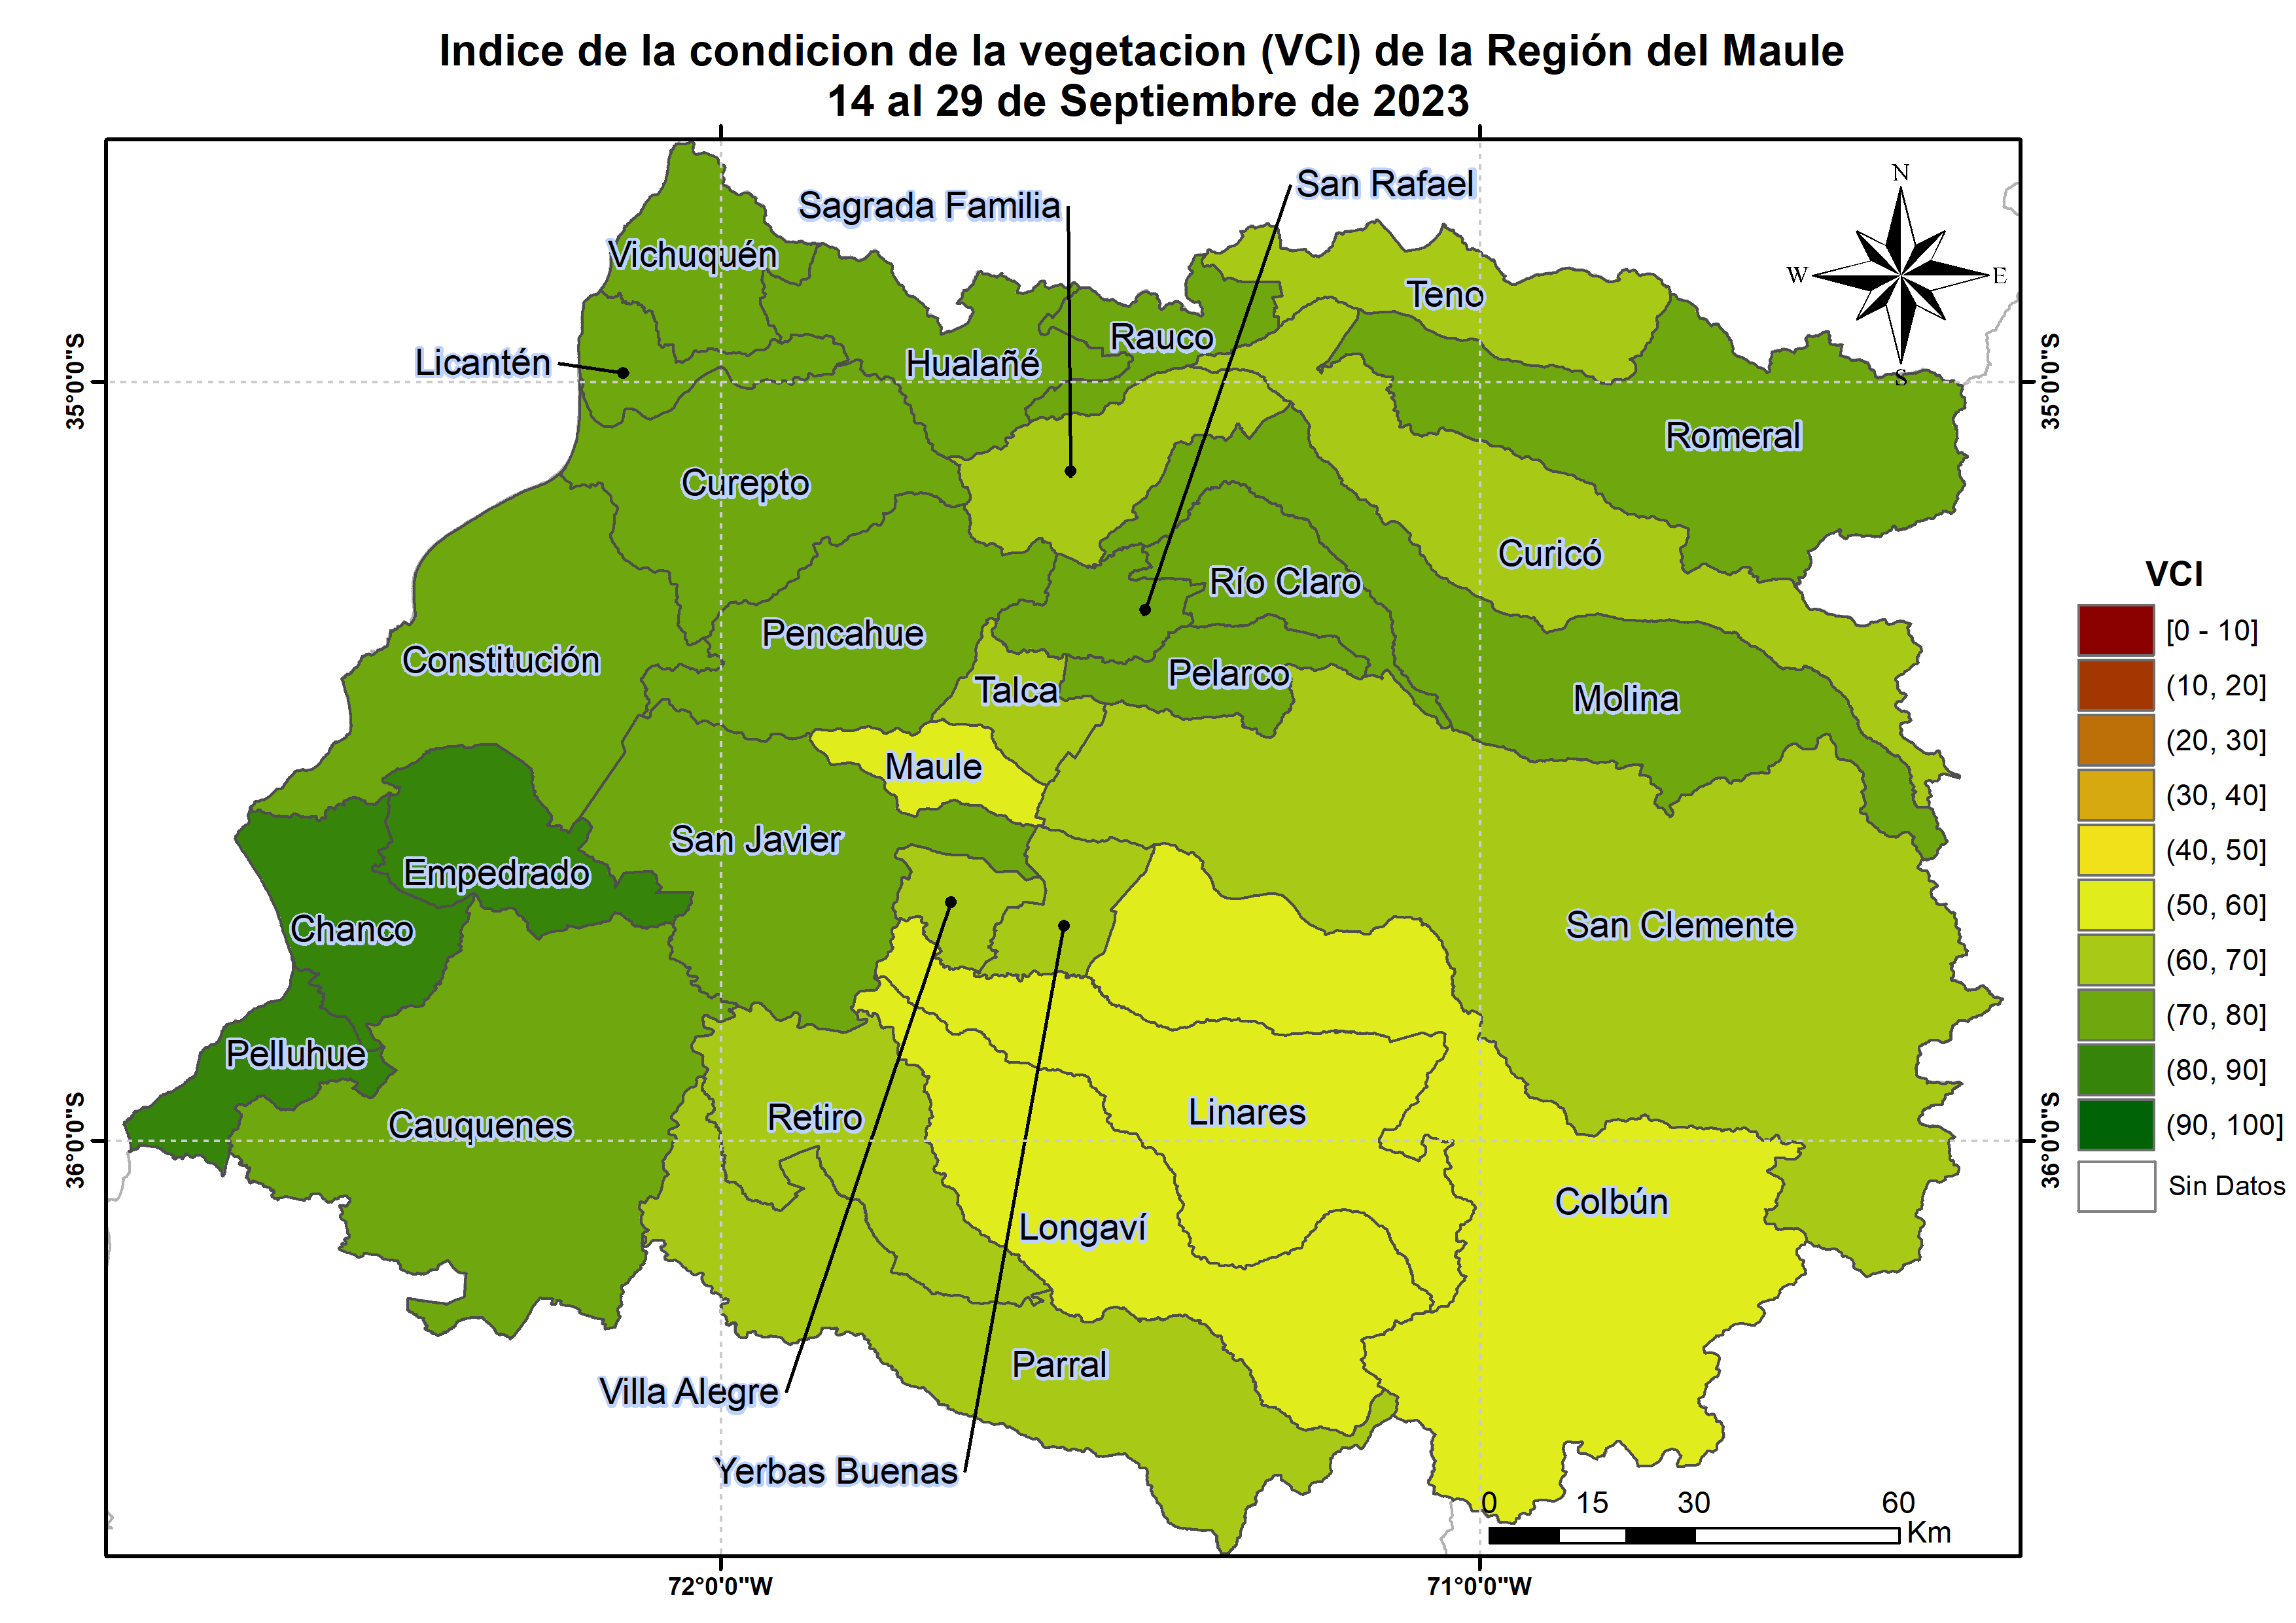 Indice de la condicion de la vegetacion (VCI) de la Región del Maule
14 al 29 de Septiembre de 2023
San Rafael
Sagrada Familia
N
W
E
S
Vichuquén
Teno
Rauco
Hualañé
Licantén
35°0'0"S
35°0'0"S
Romeral
Curepto
Curicó
Río Claro
Pencahue
Constitución
Pelarco
Talca
Molina
Maule
San Javier
Empedrado
Chanco
San Clemente
Pelluhue
Cauquenes
Retiro
Linares
36°0'0"S
36°0'0"S
Colbún
Longaví
Parral
Villa Alegre
Yerbas Buenas
VCI
[0 - 10]
(10, 20]
(20, 30]
(30, 40]
(40, 50]
(50, 60]
(60, 70]
(70, 80]
(80, 90]
(90, 100]
Sin Datos
0 15 30 60
Km
72°0'0"W
71°0'0"W